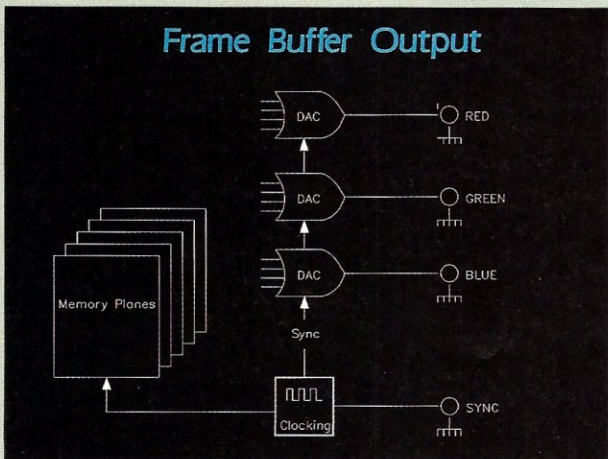 Frame Buffer Output
DAC
RED
DAC
GREEN
DAC
BLUE
Memory Planes
Sync
Clocking
SYNC